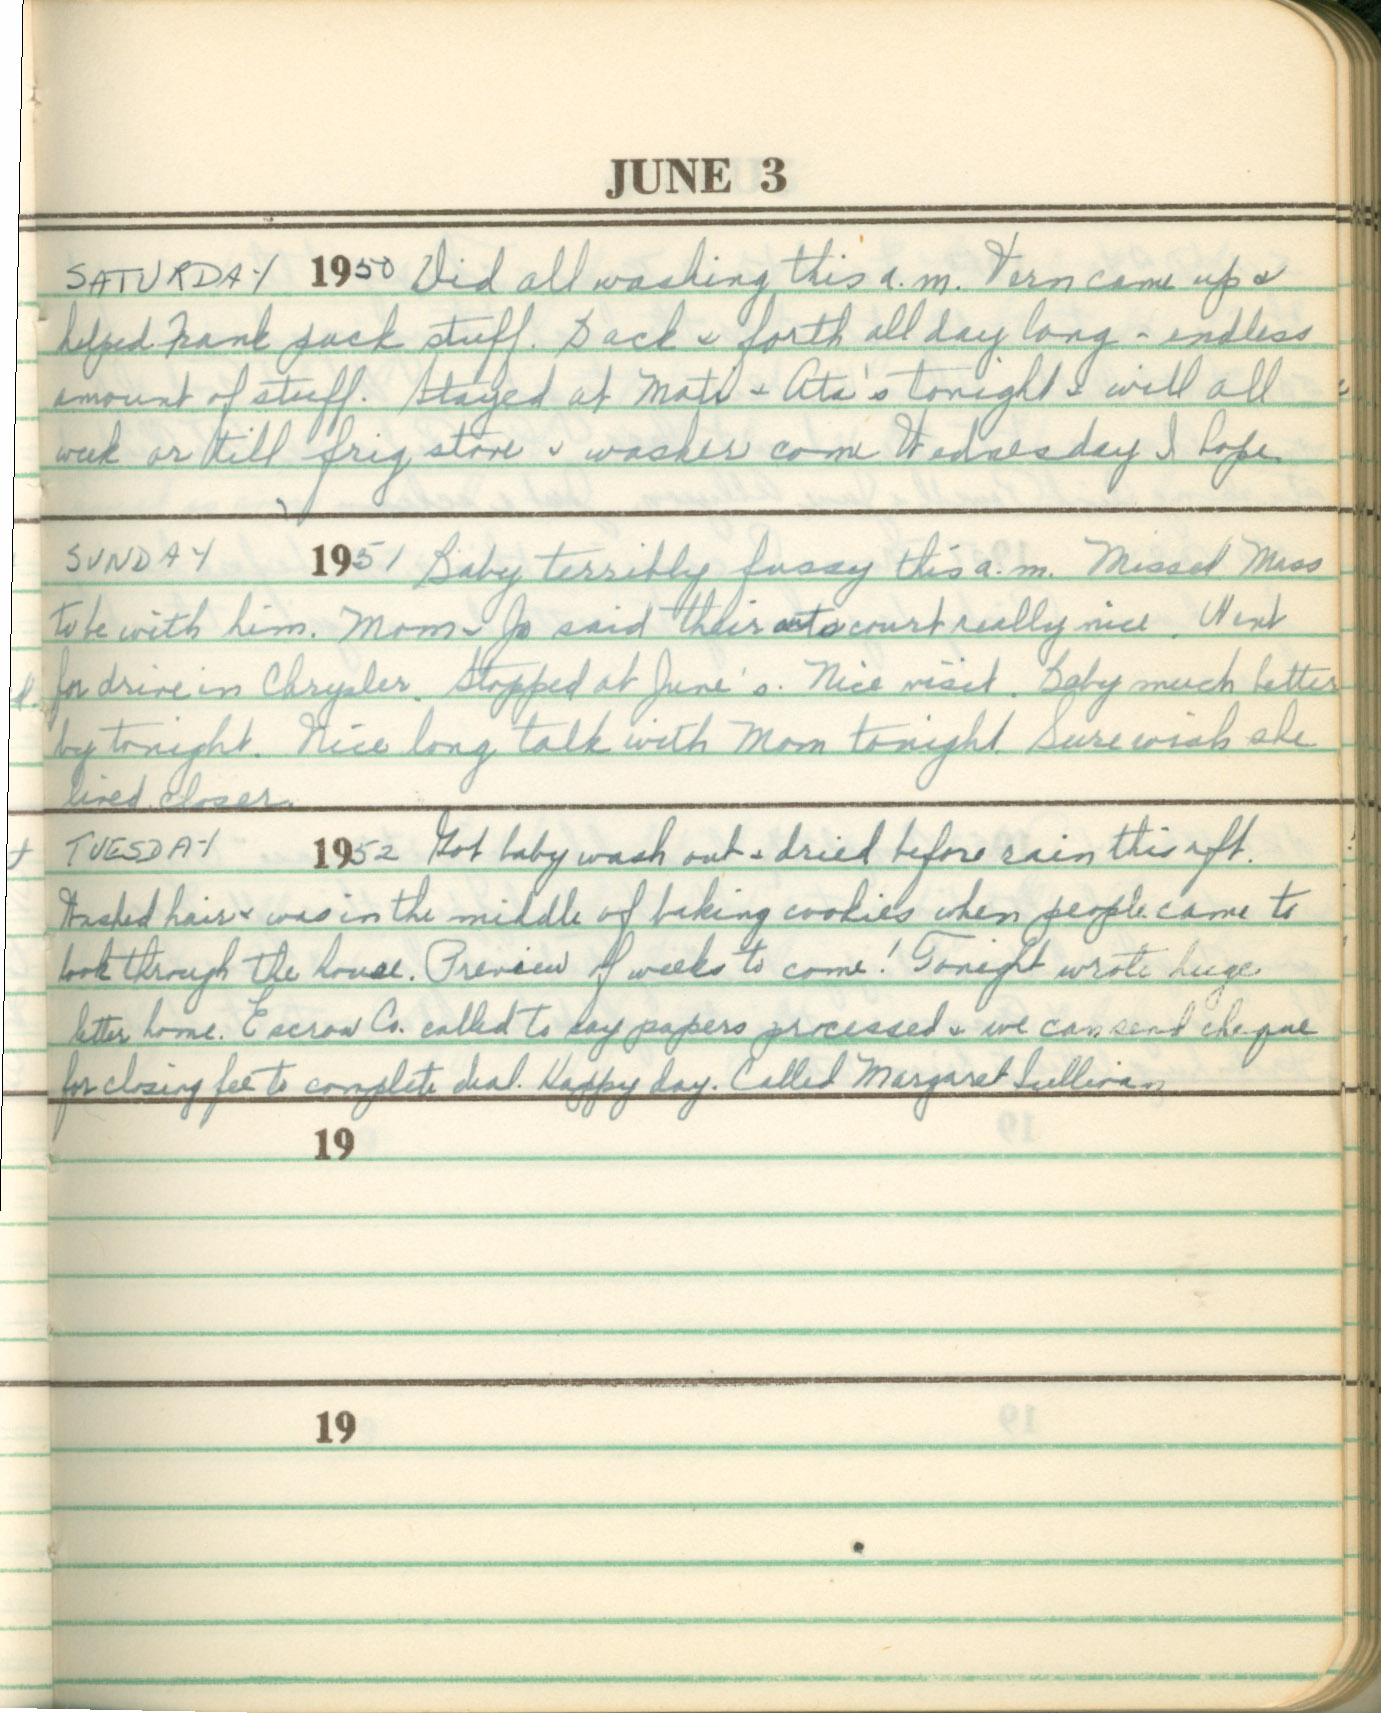 JUNE 3
SATURDAY 1950 Did all washing this a.m. Vern came up &
helped Frank pack stuff. Back & forth all day long - endless
amount of stuff. Stayed at Mati & Ata's tonight & will all
week or till frig stove & washer come Wednesday I hope.
SUNDAY 1951 Baby terribly fussy this a.m. Missed Mass
to be with him. Mom & Jo said their auto court really nice. Went
for drive in Chrysler. Stopped at June's. Nice visit. Baby much better
by tonight. Nice long talk with Mom tonight. Sure wish she
lived closer.
TUESDAY 1952 Got baby wash out & dried before rain this aft.
Washed hair & was in the middle of baking cookies when people came to
look through the house. Preview of weeks to come! Tonight wrote huge
letter home. Escrow Co. called to say papers processed & we can send cheque
for closing fee to complete deal. Happy day. Called Margaret Sullivan
19
19